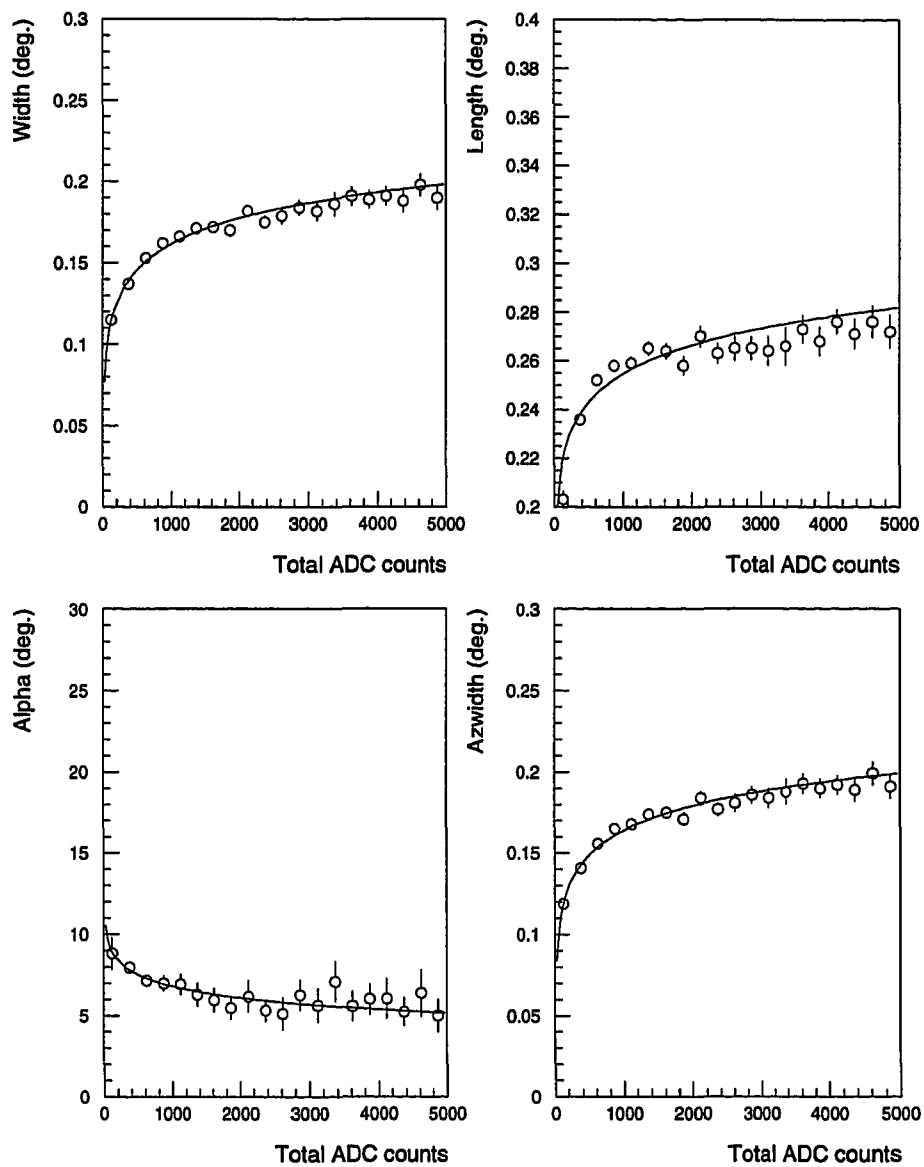 Width (deg.)
0.3
0.25
0.2
0.15
0.1
0.05
0
0 1000 2000 3000 4000 5000
Total ADC counts
Length (deg.)
0.4
0.38
0.36
0.34
0.32
0.3
0.28
0.26
0.24
0.22
0.2
0 1000 2000 3000 4000 5000
Total ADC counts
Alpha (deg.)
30
25
20
15
10
5
0
0 1000 2000 3000 4000 5000
Total ADC counts
Azwidth (deg.)
0.3
0.25
0.2
0.15
0.1
0.05
0
0 1000 2000 3000 4000 5000
Total ADC counts